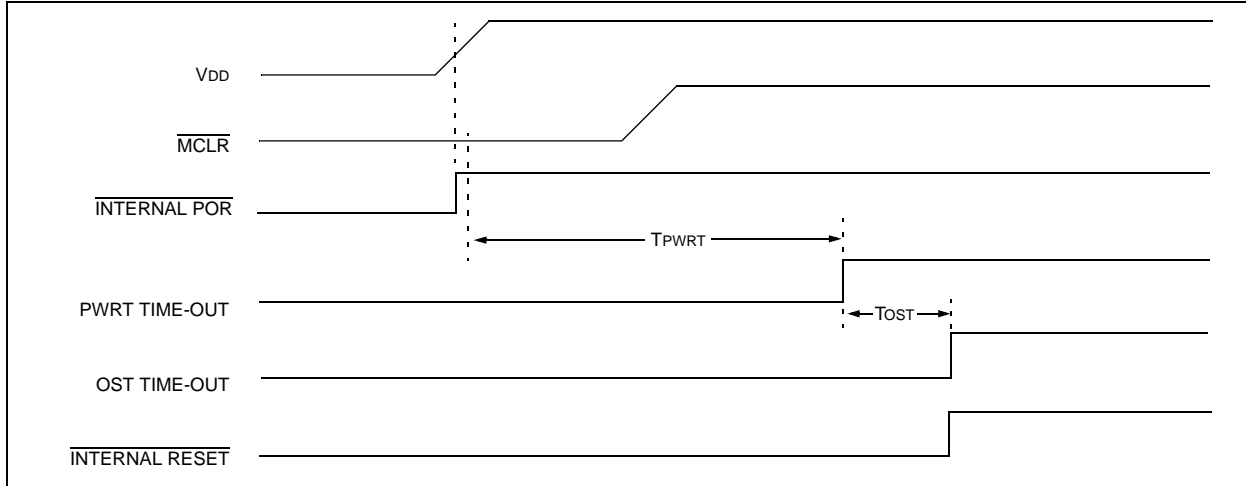 VDD
MCLR
INTERNAL POR
TPWRT
PWRT TIME-OUT
TOST
OST TIME-OUT
INTERNAL RESET